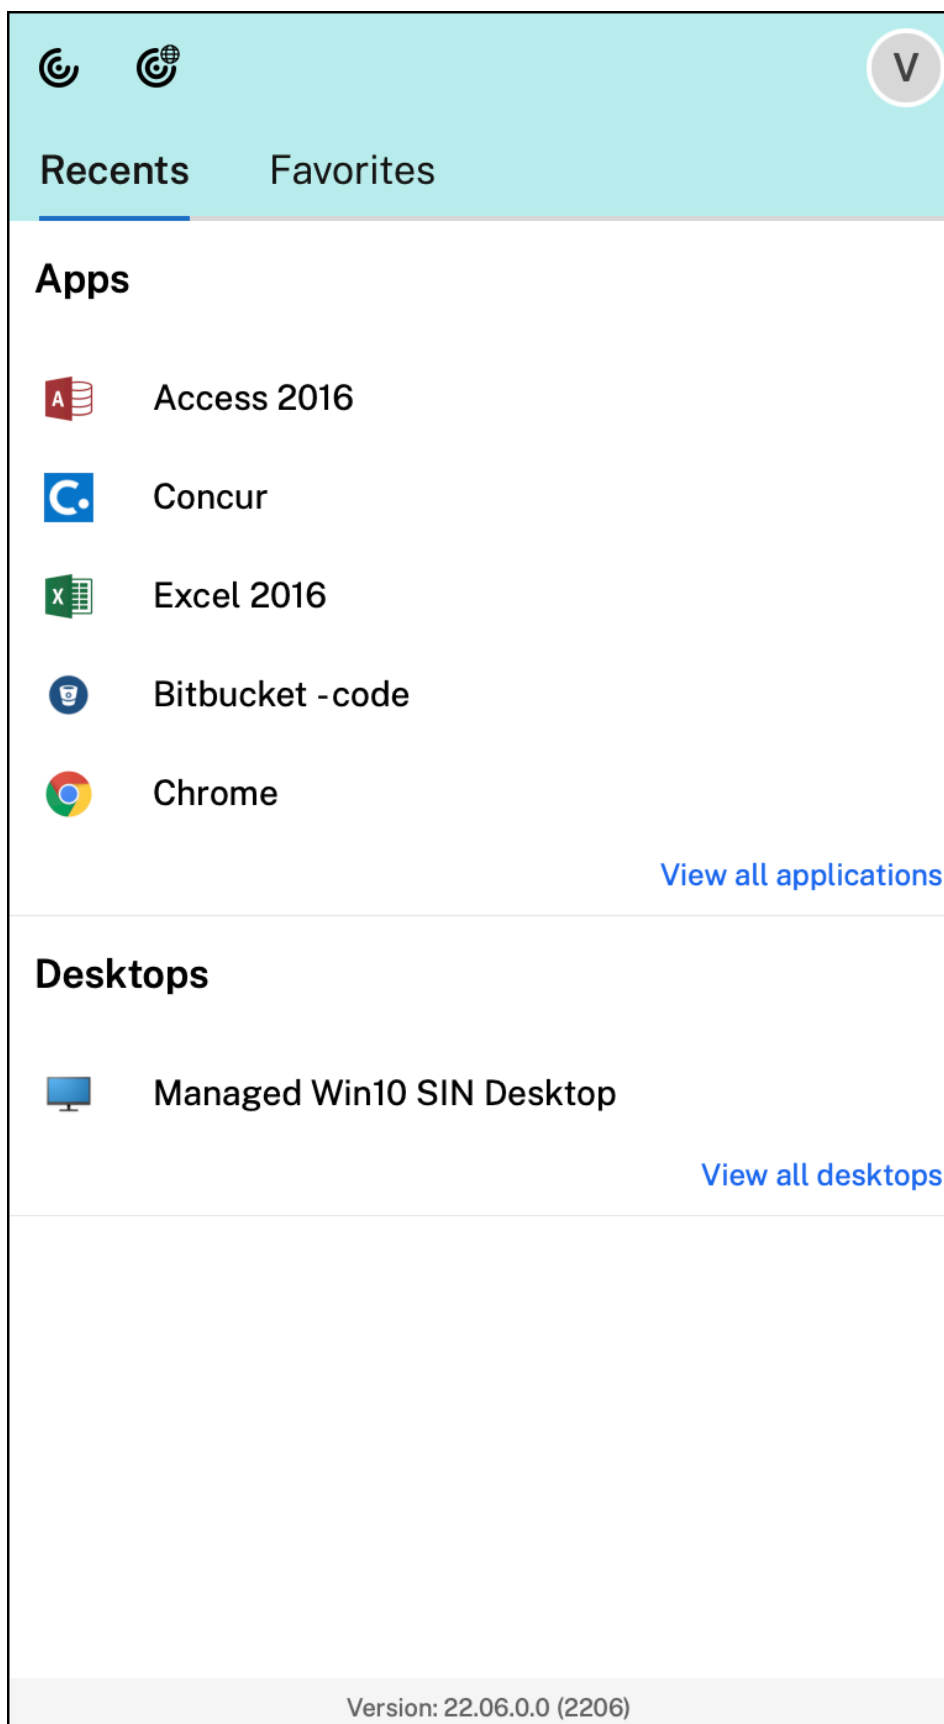 V
Recents Favorites
Apps
A Access 2016
C. Concur
X Excel 2016
Bitbucket - code
Chrome
View all applications
Desktops
Managed Win10 SIN Desktop
View all desktops
Version: 22.06.0.0 (2206)